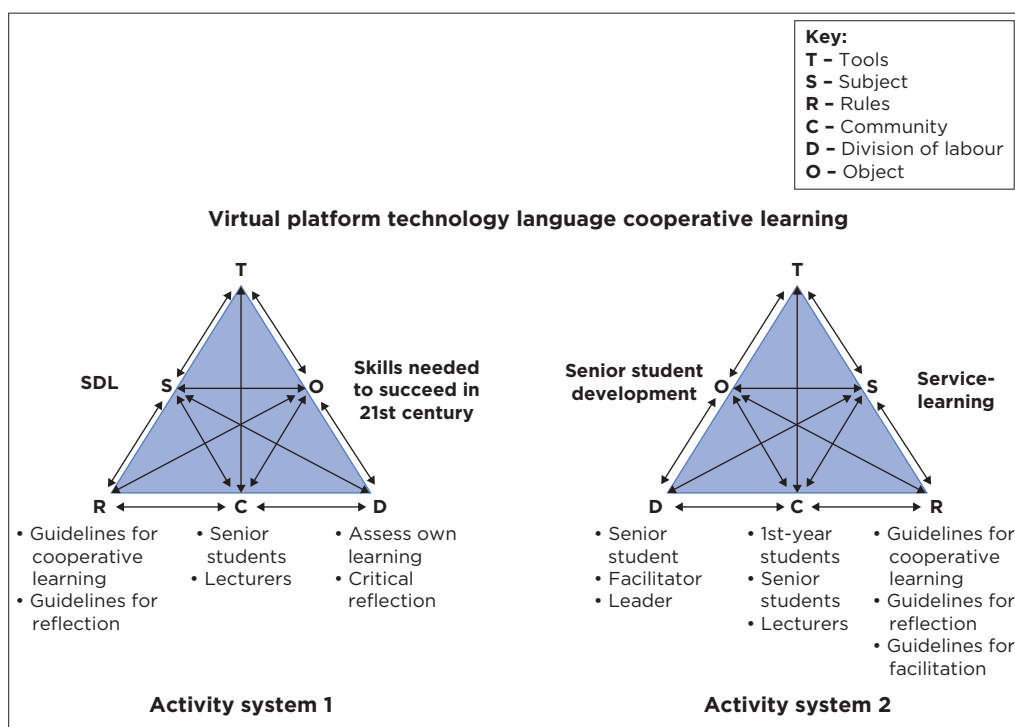 Key:
T – Tools
S – Subject
R – Rules
C – Community
D – Division of labour
O – Object
Virtual platform technology language cooperative learning
T
SDL
S
O
Skills needed
to succeed in
21st century
R
C
D
• Guidelines for
cooperative
learning
• Guidelines for
reflection
• Senior
students
• Lecturers
• Assess own
learning
• Critical
reflection
Activity system 1
T
Senior student
development
O
S
Service-
learning
D
C
R
• Senior
student
• Facilitator
• Leader
• 1st-year
students
• Senior
students
• Lecturers
• Guidelines for
cooperative
learning
• Guidelines for
reflection
• Guidelines for
facilitation
Activity system 2